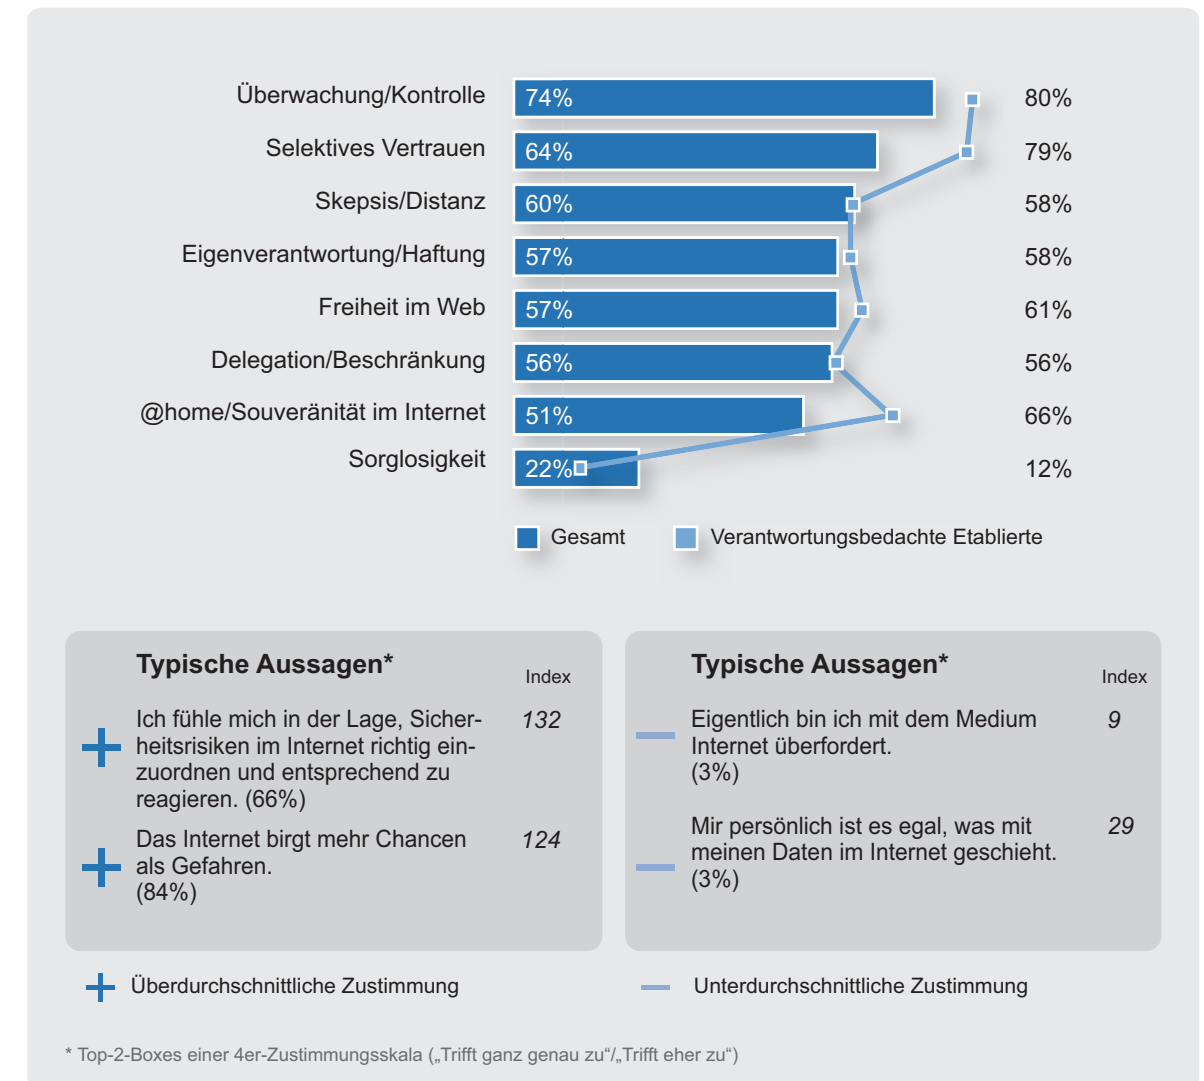 Überwachung/Kontrolle 74% 80%
Selektives Vertrauen 64% 79%
Skepsis/Distanz 60% 58%
Eigenverantwortung/Haftung 57% 58%
Freiheit im Web 57% 61%
Delegation/Beschränkung 56% 56%
@home/Souveränität im Internet 51% 66%
Sorglosigkeit 22% 12%
Gesamt Verantwortungsbedachte Etablierte
Typische Aussagen* Index
Ich fühle mich in der Lage, Sicher- 132
heitsrisiken im Internet richtig ein-
zuordnen und entsprechend zu
reagieren. (66%)
Das Internet birgt mehr Chancen 124
als Gefahren.
(84%)
Typische Aussagen* Index
Eigentlich bin ich mit dem Medium 9
Internet überfordert.
(3%)
Mir persönlich ist es egal, was mit 29
meinen Daten im Internet geschieht.
(3%)
Überdurchschnittliche Zustimmung
Unterdurchschnittliche Zustimmung
* Top-2-Boxes einer 4er-Zustimmungsskala („Trifft ganz genau zu“/„Trifft eher zu“)